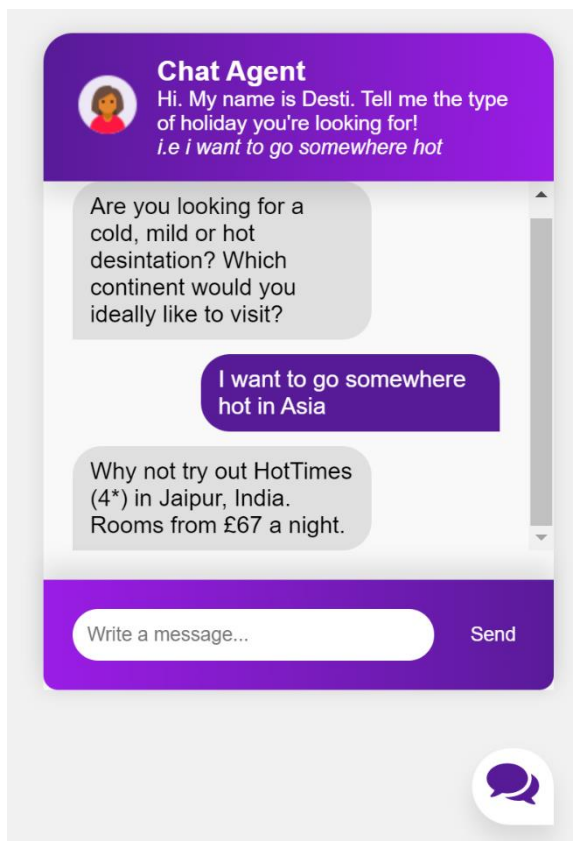 Chat Agent
Hi. My name is Desti. Tell me the type
of holiday you're looking for!
i.e i want to go somewhere hot
Are you looking for a
cold, mild or hot
desintation? Which
continent would you
ideally like to visit?
I want to go somewhere
hot in Asia
Why not try out HotTimes
(4*) in Jaipur, India.
Rooms from £67 a night.
Write a message...
Send